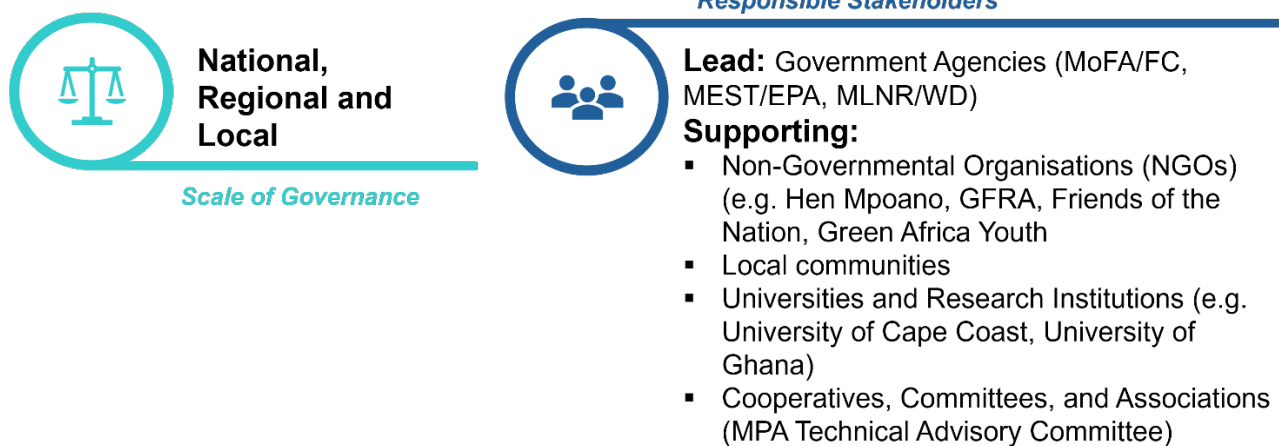 National,
Regional and
Local
Scale of Governance
Responsible Stakeholders
Lead: Government Agencies (MoFA/FC,
MEST/EPA, MLNR/WD)
Supporting:
▪ Non-Governmental Organisations (NGOs)
(e.g. Hen Mpoano, GFRA, Friends of the
Nation, Green Africa Youth
▪ Local communities
▪ Universities and Research Institutions (e.g.
University of Cape Coast, University of
Ghana)
▪ Cooperatives, Committees, and Associations
(MPA Technical Advisory Committee)